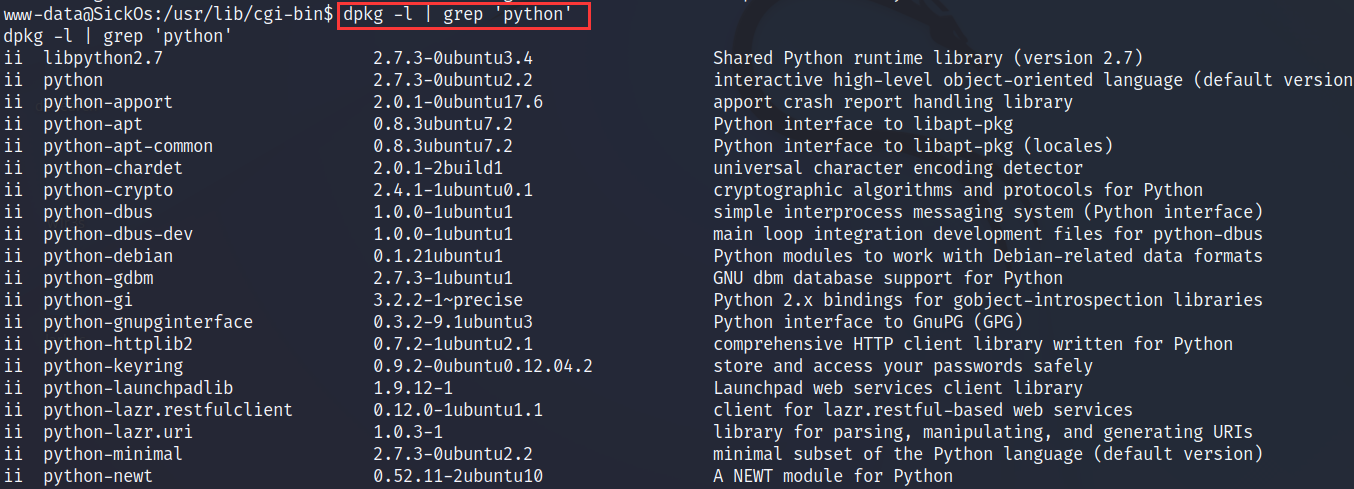 www-data@SickOs:/usr/lib/cgi-bin$ dpkg -l | grep 'python'
dpkg -l | grep 'python'
ii  libpython2.7                     2.7.3-0ubuntu3.4                  Shared Python runtime library (version 2.7)
ii  python                           2.7.3-0ubuntu2.2                  interactive high-level object-oriented language (default version
ii  python-apport                    2.0.1-0ubuntu17.6                 apport crash report handling library
ii  python-apt                       0.8.3ubuntu7.2                    Python interface to libapt-pkg
ii  python-apt-common                0.8.3ubuntu7.2                    Python interface to libapt-pkg (locales)
ii  python-chardet                   2.0.1-2build1                     universal character encoding detector
ii  python-crypto                    2.4.1-1ubuntu0.1                  cryptographic algorithms and protocols for Python
ii  python-dbus                      1.0.0-1ubuntu1                    simple interprocess messaging system (Python interface)
ii  python-dbus-dev                  1.0.0-1ubuntu1                    main loop integration development files for python-dbus
ii  python-debian                    0.1.21ubuntu1                     Python modules to work with Debian-related data formats
ii  python-gdbm                      2.7.3-1ubuntu1                    GNU dbm database support for Python
ii  python-gi                        3.2.2-1~precise                   Python 2.x bindings for gobject-introspection libraries
ii  python-gnupginterface            0.3.2-9.1ubuntu3                  Python interface to GnuPG (GPG)
ii  python-httplib2                  0.7.2-1ubuntu2.1                  comprehensive HTTP client library written for Python
ii  python-keyring                   0.9.2-0ubuntu0.12.04.2            store and access your passwords safely
ii  python-launchpadlib              1.9.12-1                          Launchpad web services client library
ii  python-lazr.restfulclient        0.12.0-1ubuntu1.1                 client for lazr.restful-based web services
ii  python-lazr.uri                  1.0.3-1                           library for parsing, manipulating, and generating URIs
ii  python-minimal                   2.7.3-0ubuntu2.2                  minimal subset of the Python language (default version)
ii  python-newt                      0.52.11-2ubuntu10                 A NEWT module for Python